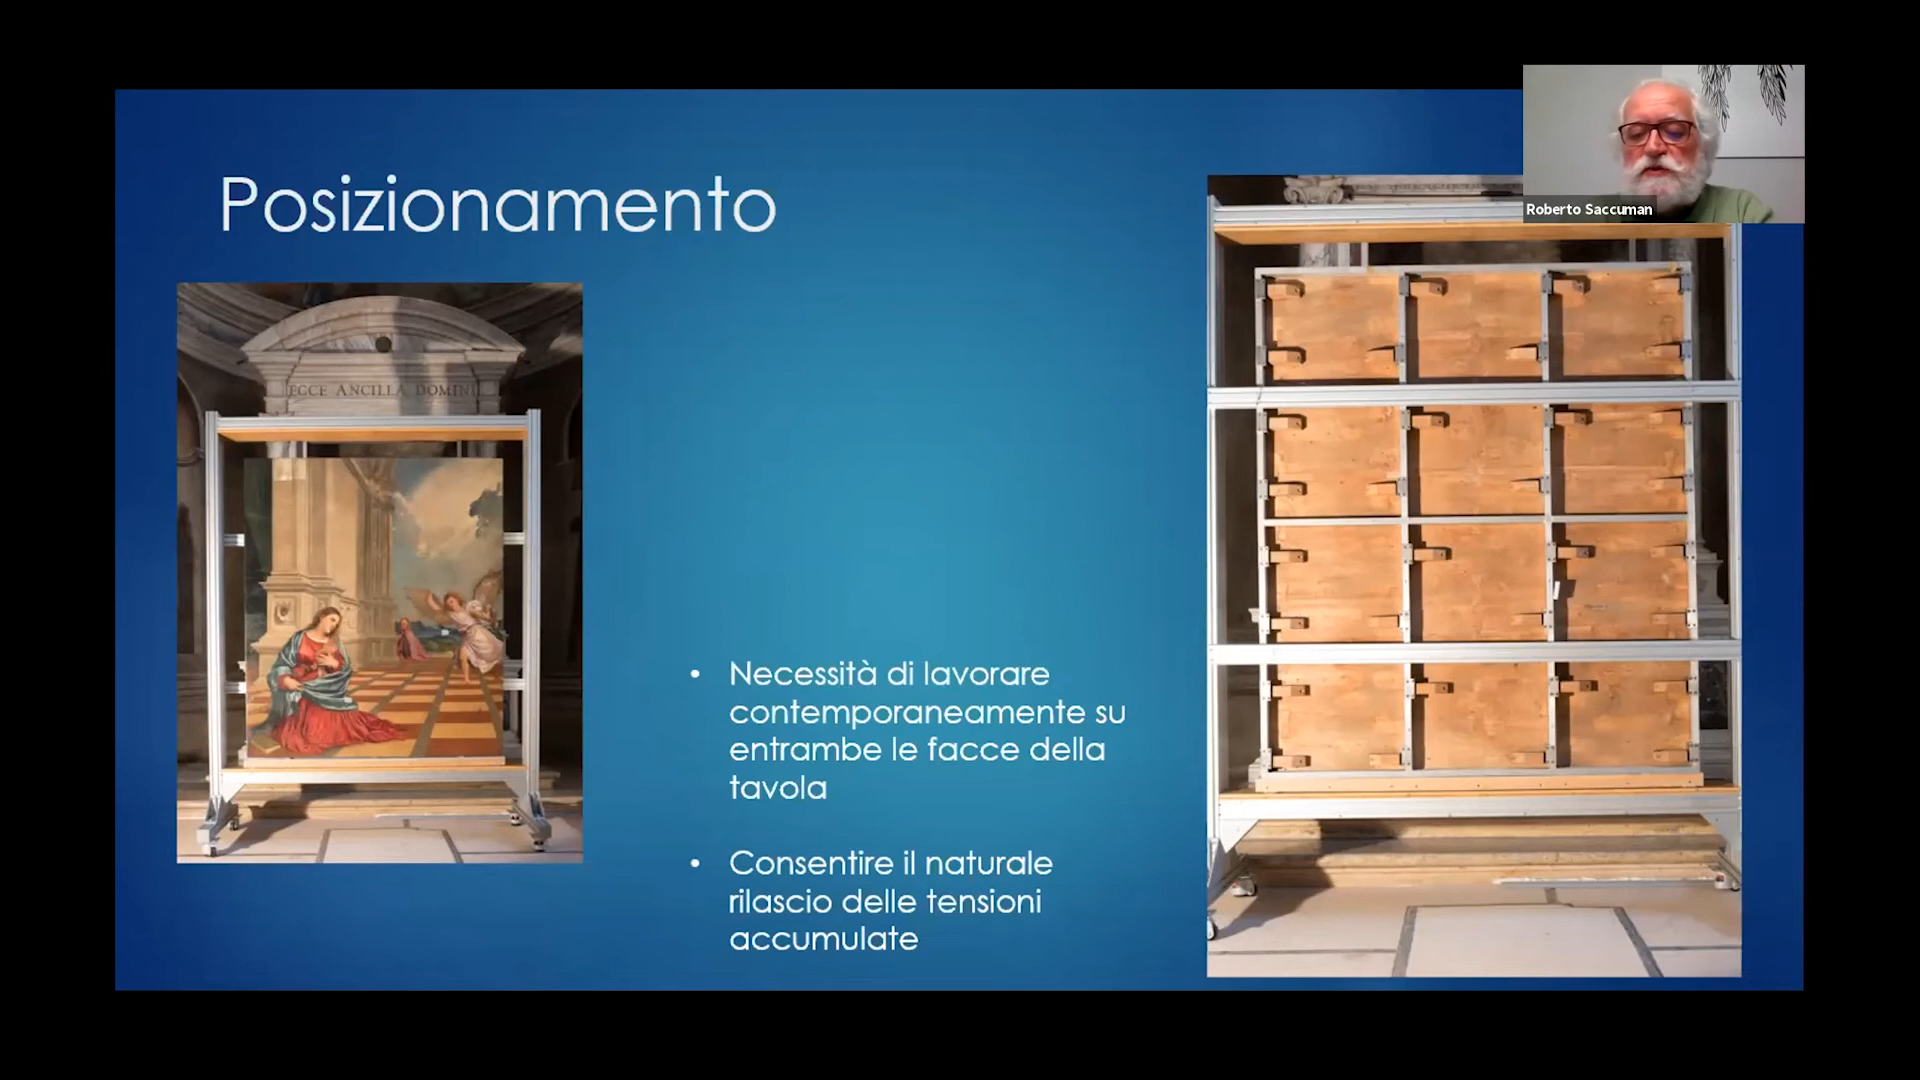 Posizionamento
Roberto Saccuman
ECCE ANCILLA DOMINI
• Necessità di lavorare
contemporaneamente su
entrambe le facce della
tavola
• Consentire il naturale
rilascio delle tensioni
accumulate